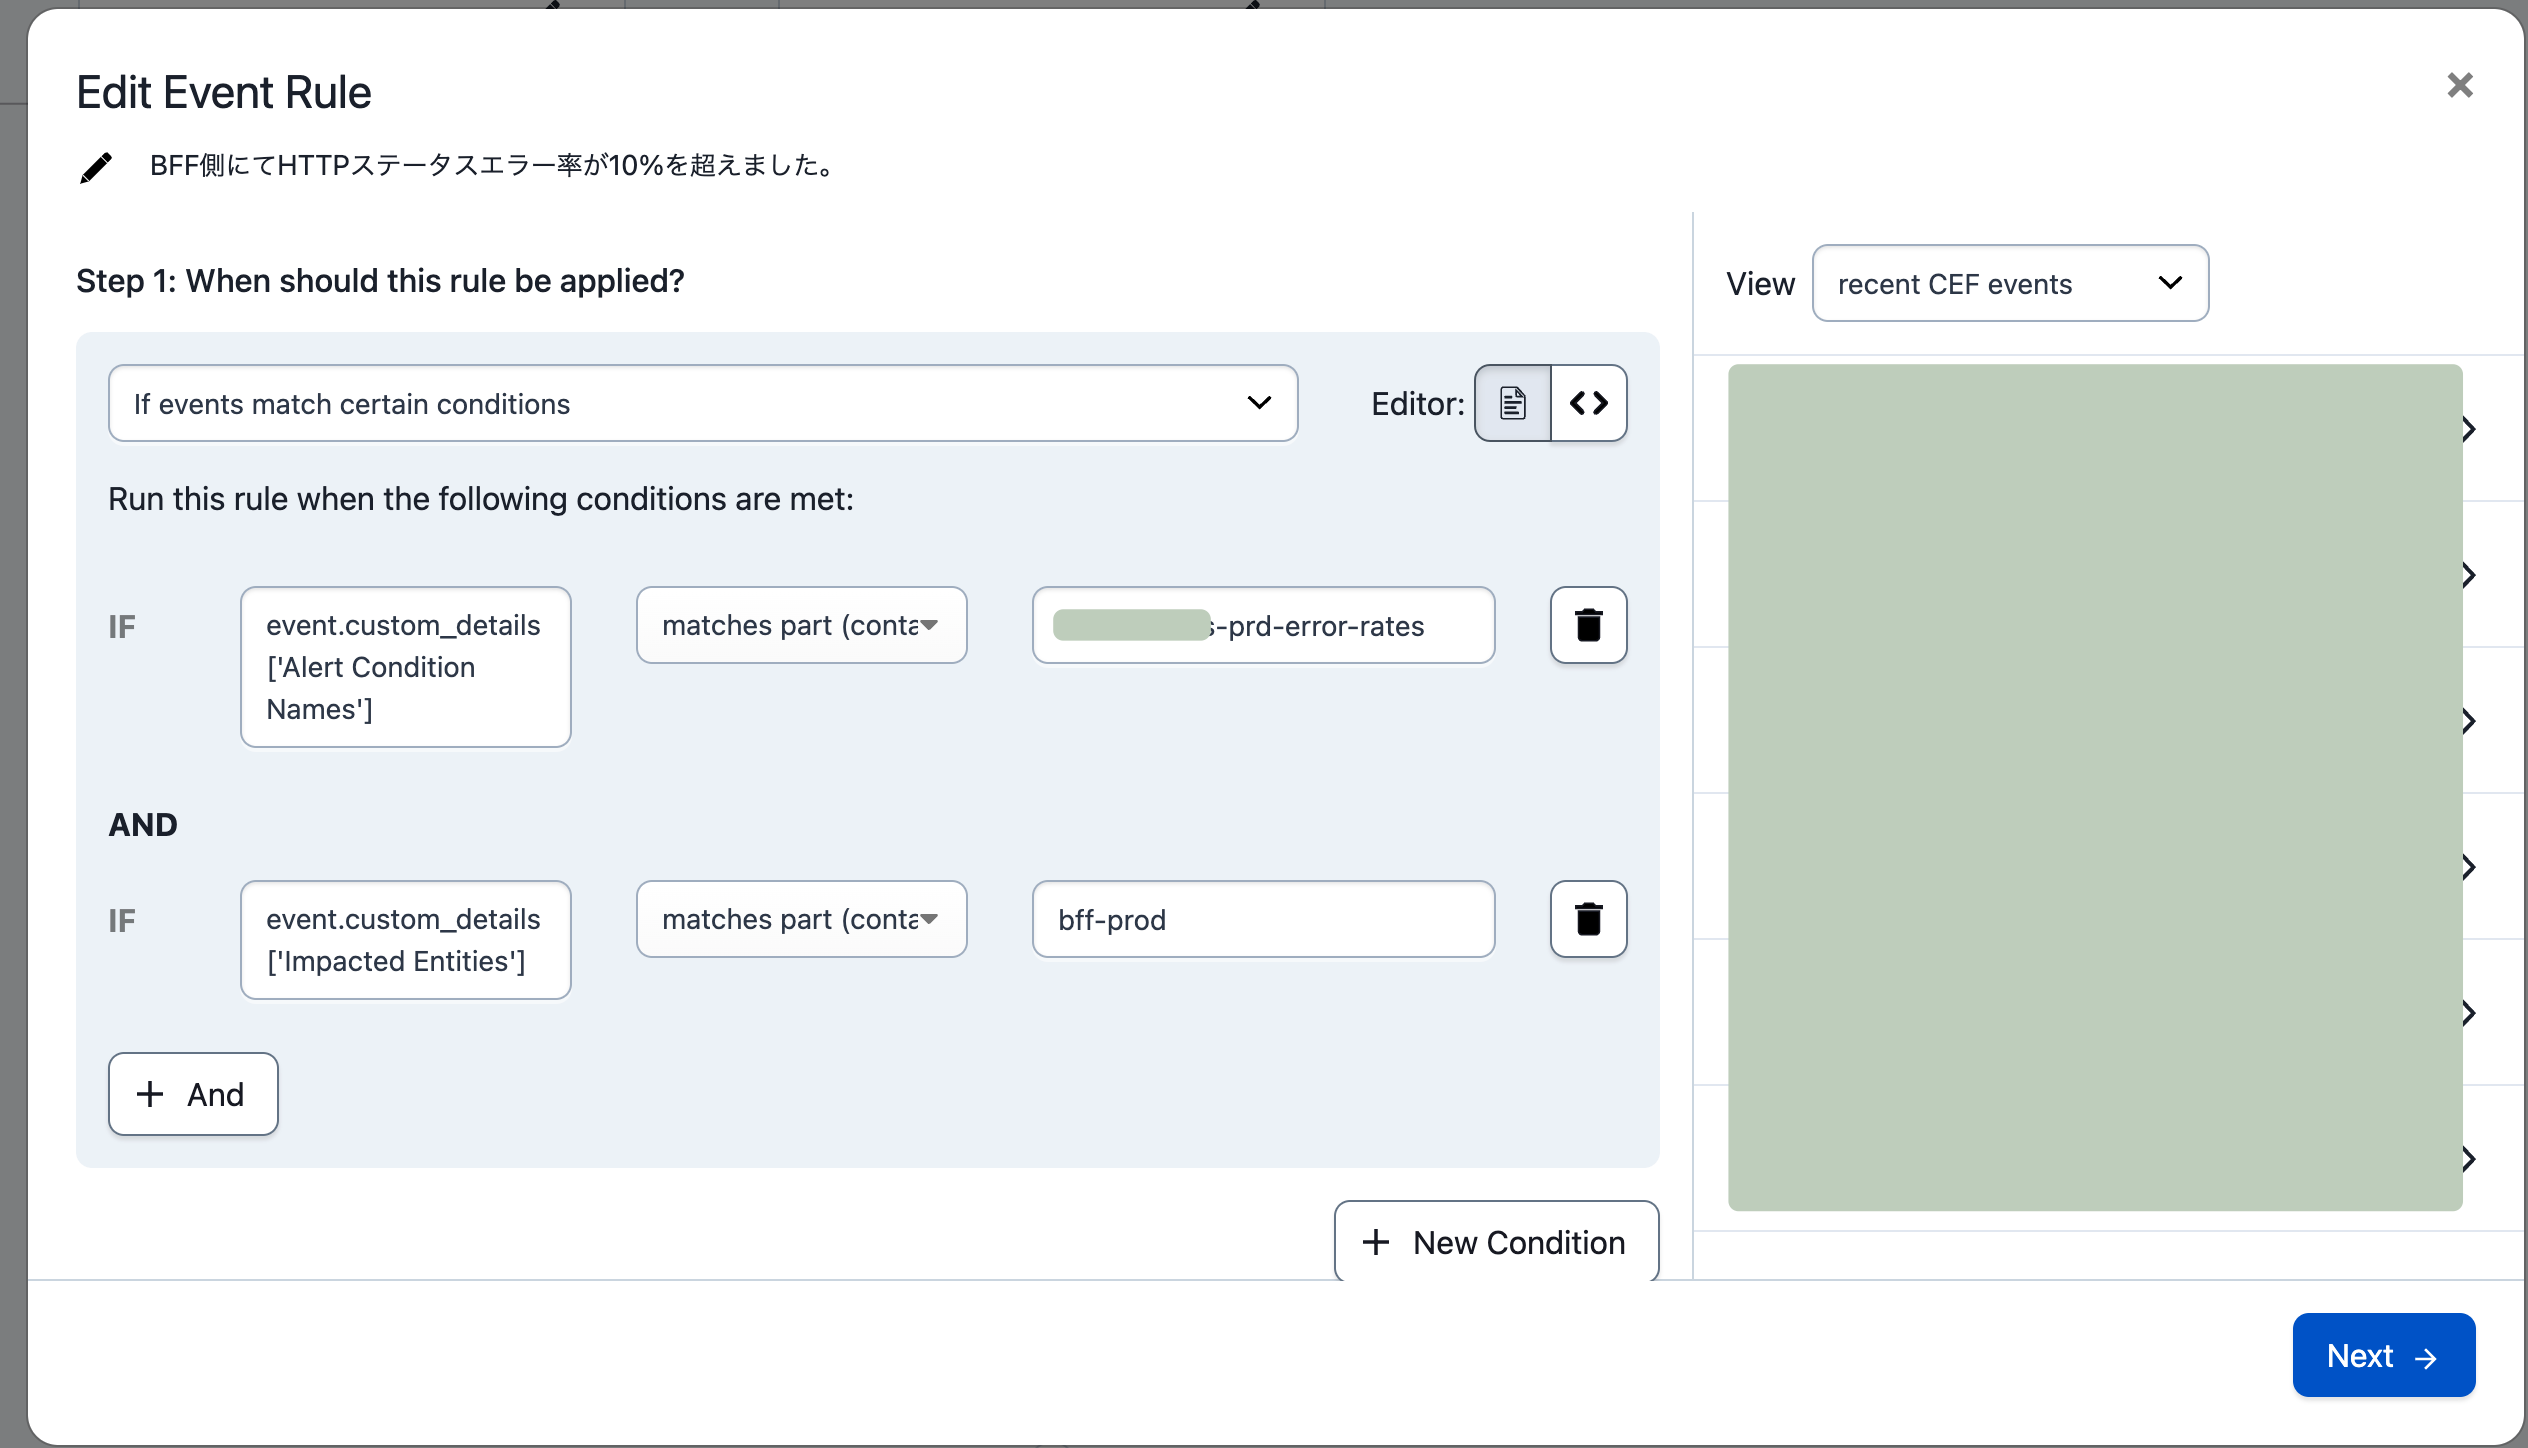 Edit Event Rule
BFF側にてHTTPステータスエラー率が10%を超えました。
Step 1: When should this rule be applied?
If events match certain conditions
Editor:
Run this rule when the following conditions are met:
IF
event.custom_details
['Alert Condition
Names']
matches part (conta
-prd-error-rates
AND
IF
event.custom_details
['Impacted Entities']
matches part (conta
bff-prod
+ And
+ New Condition
View
recent CEF events
Next →